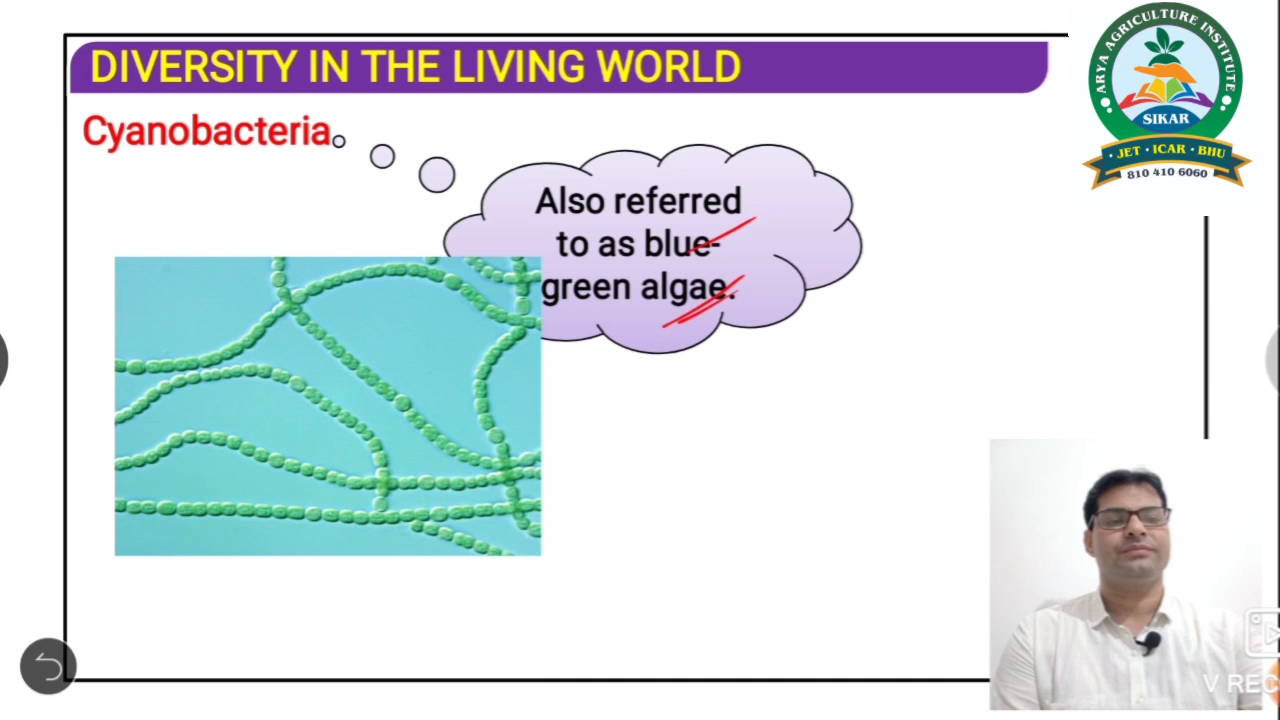 DIVERSITY IN THE LIVING WORLD
Cyanobacteria
Also referred
to as blue-
green algae.
ARYA AGRICULTURE INSTITUTE
SIKAR
• JET • ICAR • BHU
810 410 6060
V REC